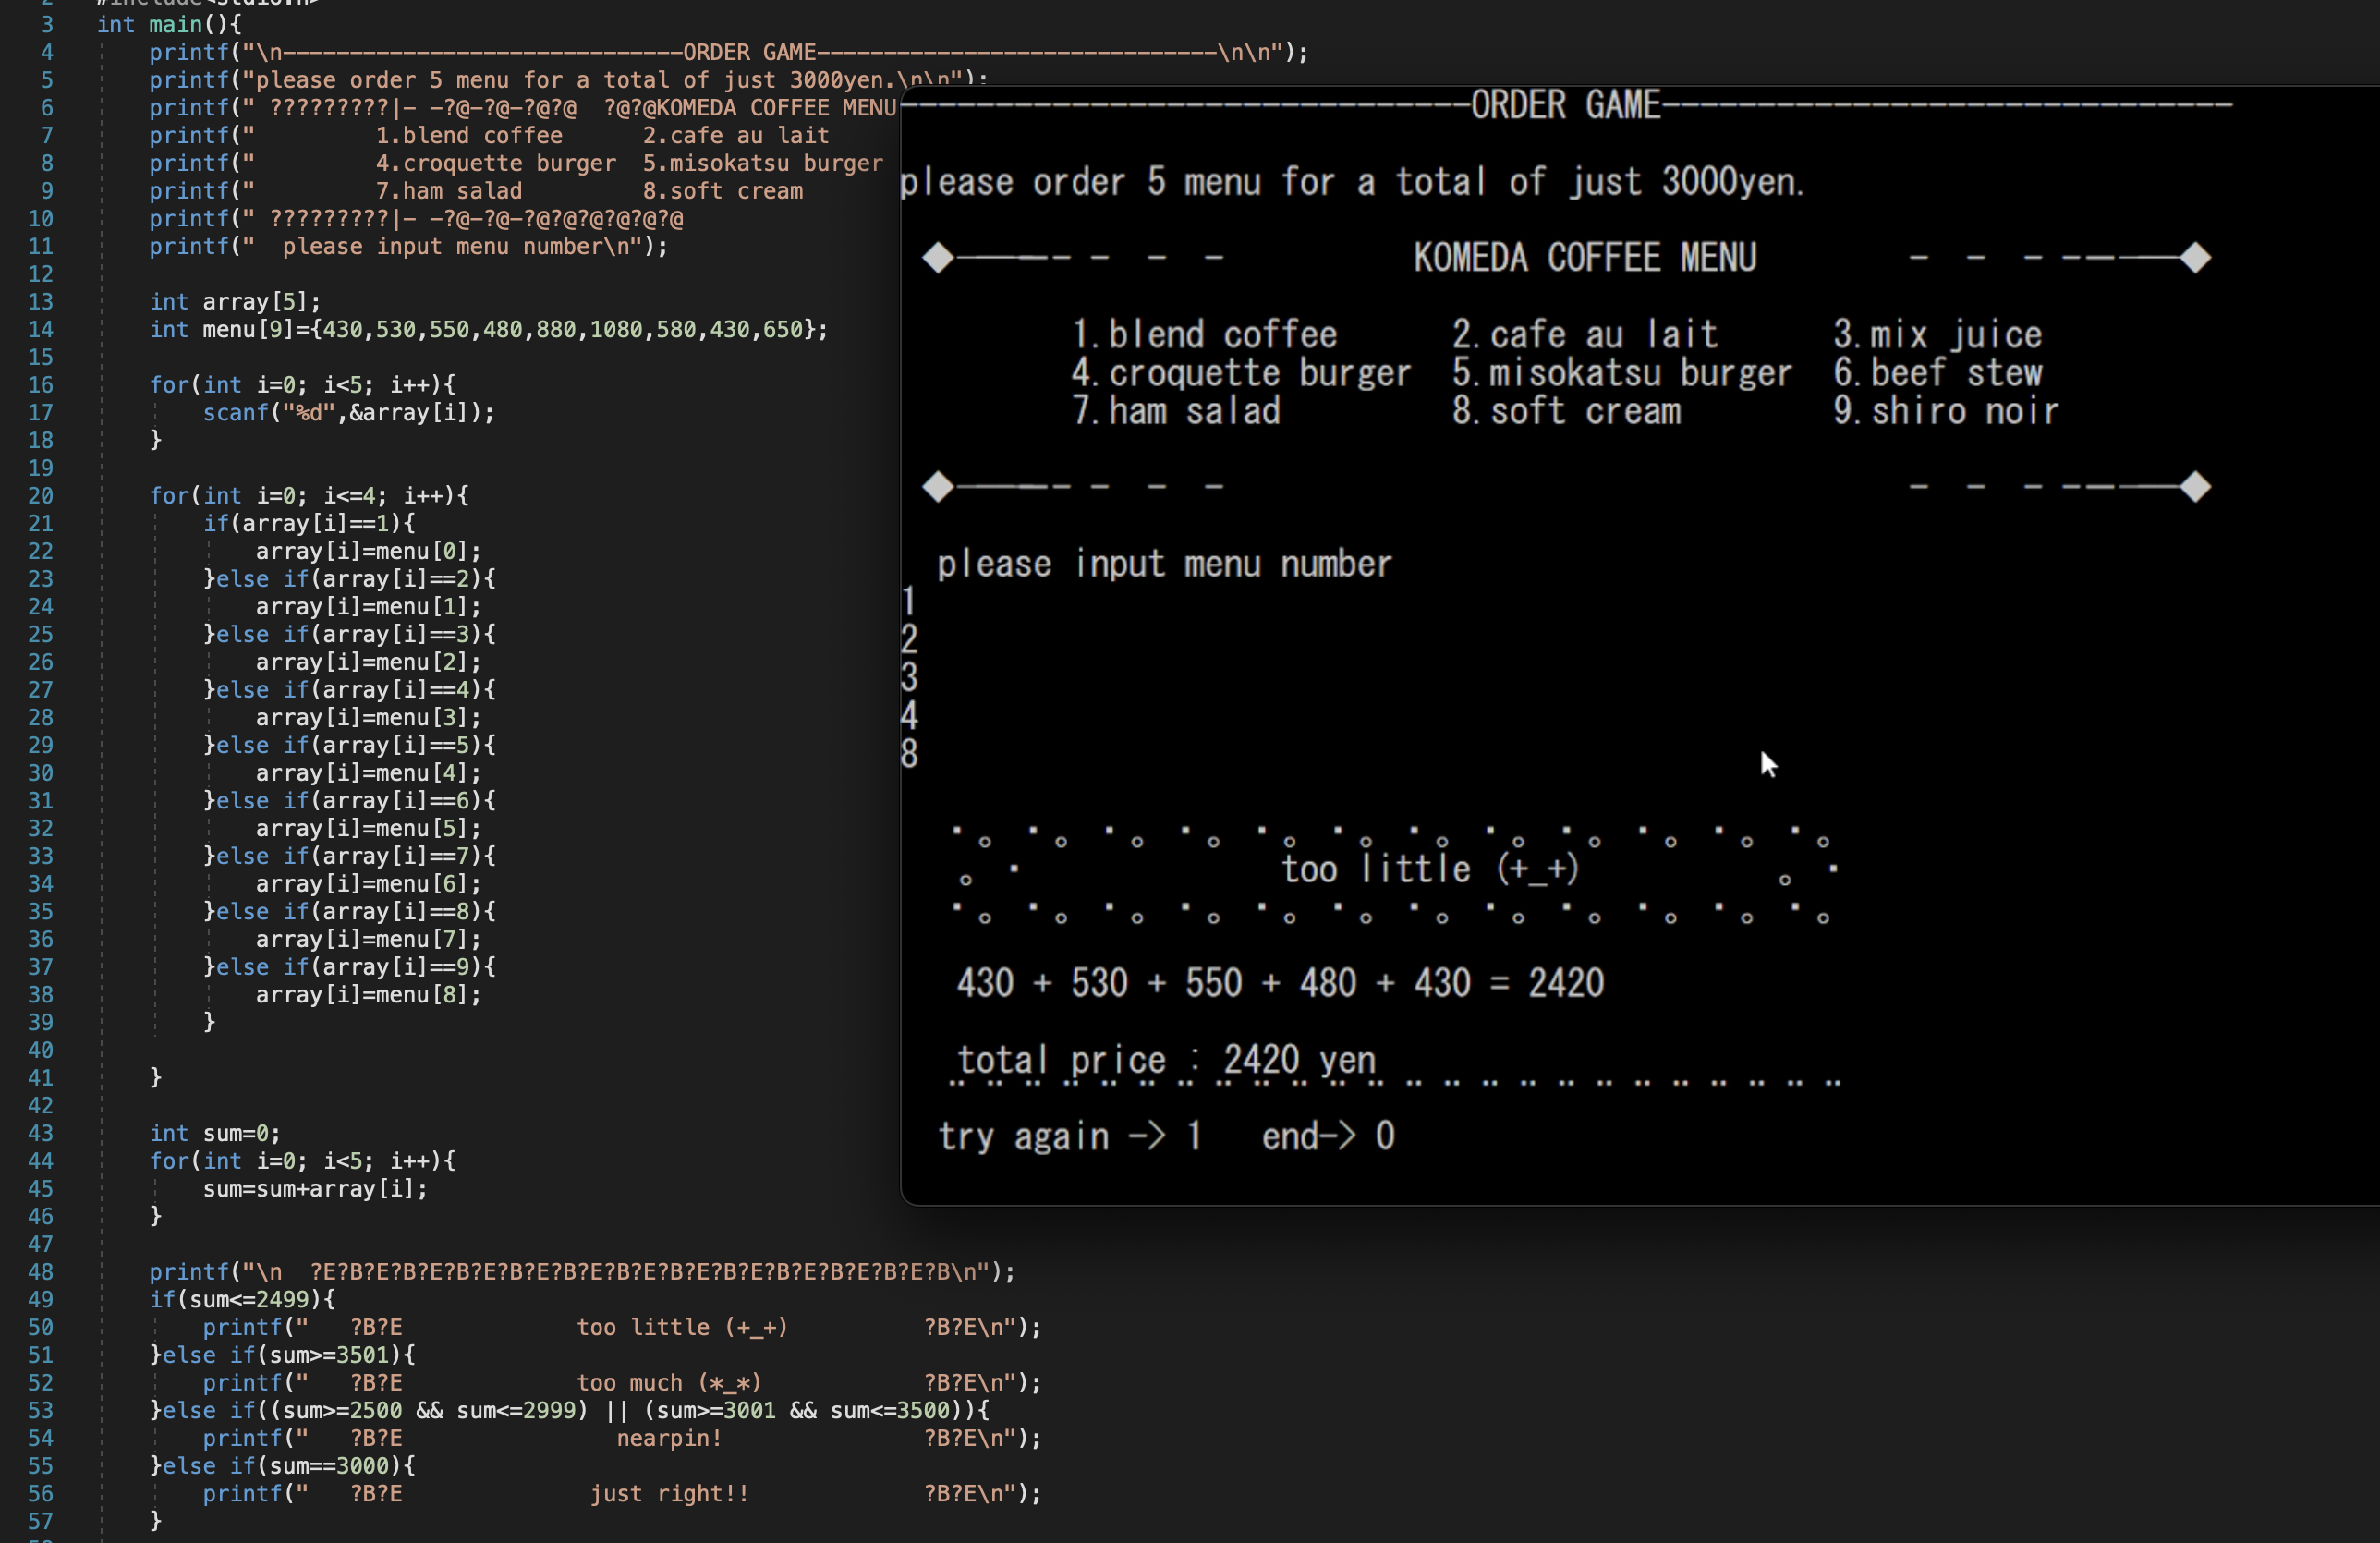 2 #include<stdio.h>
3 int main(){
4 printf("\n------------------------------ORDER GAME------------------------------\n\n");
5 printf("please order 5 menu for a total of just 3000yen.\n\n");
6 printf(" ?????????|- -?@-?@-?@?@  ?@?@KOMEDA COFFEE MENU
7 printf("         1.blend coffee      2.cafe au lait
8 printf("         4.croquette burger  5.misokatsu burger
9 printf("         7.ham salad         8.soft cream
10 printf(" ?????????|- -?@-?@-?@?@?@?@?@?@
11 printf("  please input menu number\n");
12
13 int array[5];
14 int menu[9]={430,530,550,480,880,1080,580,430,650};
15
16 for(int i=0; i<5; i++){
17 scanf("%d",&array[i]);
18 }
19
20 for(int i=0; i<=4; i++){
21 if(array[i]==1){
22 array[i]=menu[0];
23 }else if(array[i]==2){
24 array[i]=menu[1];
25 }else if(array[i]==3){
26 array[i]=menu[2];
27 }else if(array[i]==4){
28 array[i]=menu[3];
29 }else if(array[i]==5){
30 array[i]=menu[4];
31 }else if(array[i]==6){
32 array[i]=menu[5];
33 }else if(array[i]==7){
34 array[i]=menu[6];
35 }else if(array[i]==8){
36 array[i]=menu[7];
37 }else if(array[i]==9){
38 array[i]=menu[8];
39 }
40
41 }
42
43 int sum=0;
44 for(int i=0; i<5; i++){
45 sum=sum+array[i];
46 }
47
48 printf("\n  ?E?B?E?B?E?B?E?B?E?B?E?B?E?B?E?B?E?B?E?B?E?B?E?B\n");
49 if(sum<=2499){
50 printf("   ?B?E             too little (+_+)          ?B?E\n");
51 }else if(sum>=3501){
52 printf("   ?B?E             too much (*_*)            ?B?E\n");
53 }else if((sum>=2500 && sum<=2999) || (sum>=3001 && sum<=3500)){
54 printf("   ?B?E                nearpin!               ?B?E\n");
55 }else if(sum==3000){
56 printf("   ?B?E              just right!!             ?B?E\n");
57 }
------------------------------ORDER GAME------------------------------
please order 5 menu for a total of just 3000yen.
KOMEDA COFFEE MENU
1.blend coffee 2.cafe au lait 3.mix juice
4.croquette burger 5.misokatsu burger 6.beef stew
7.ham salad 8.soft cream 9.shiro noir
please input menu number
1
2
3
4
8
・。・。・。・。・。・。・。・。・。・。・。・。
。・ too little (+_+) 。・
・。・。・。・。・。・。・。・。・。・。・。・。
430 + 530 + 550 + 480 + 430 = 2420
total price : 2420 yen
try again -> 1 end-> 0